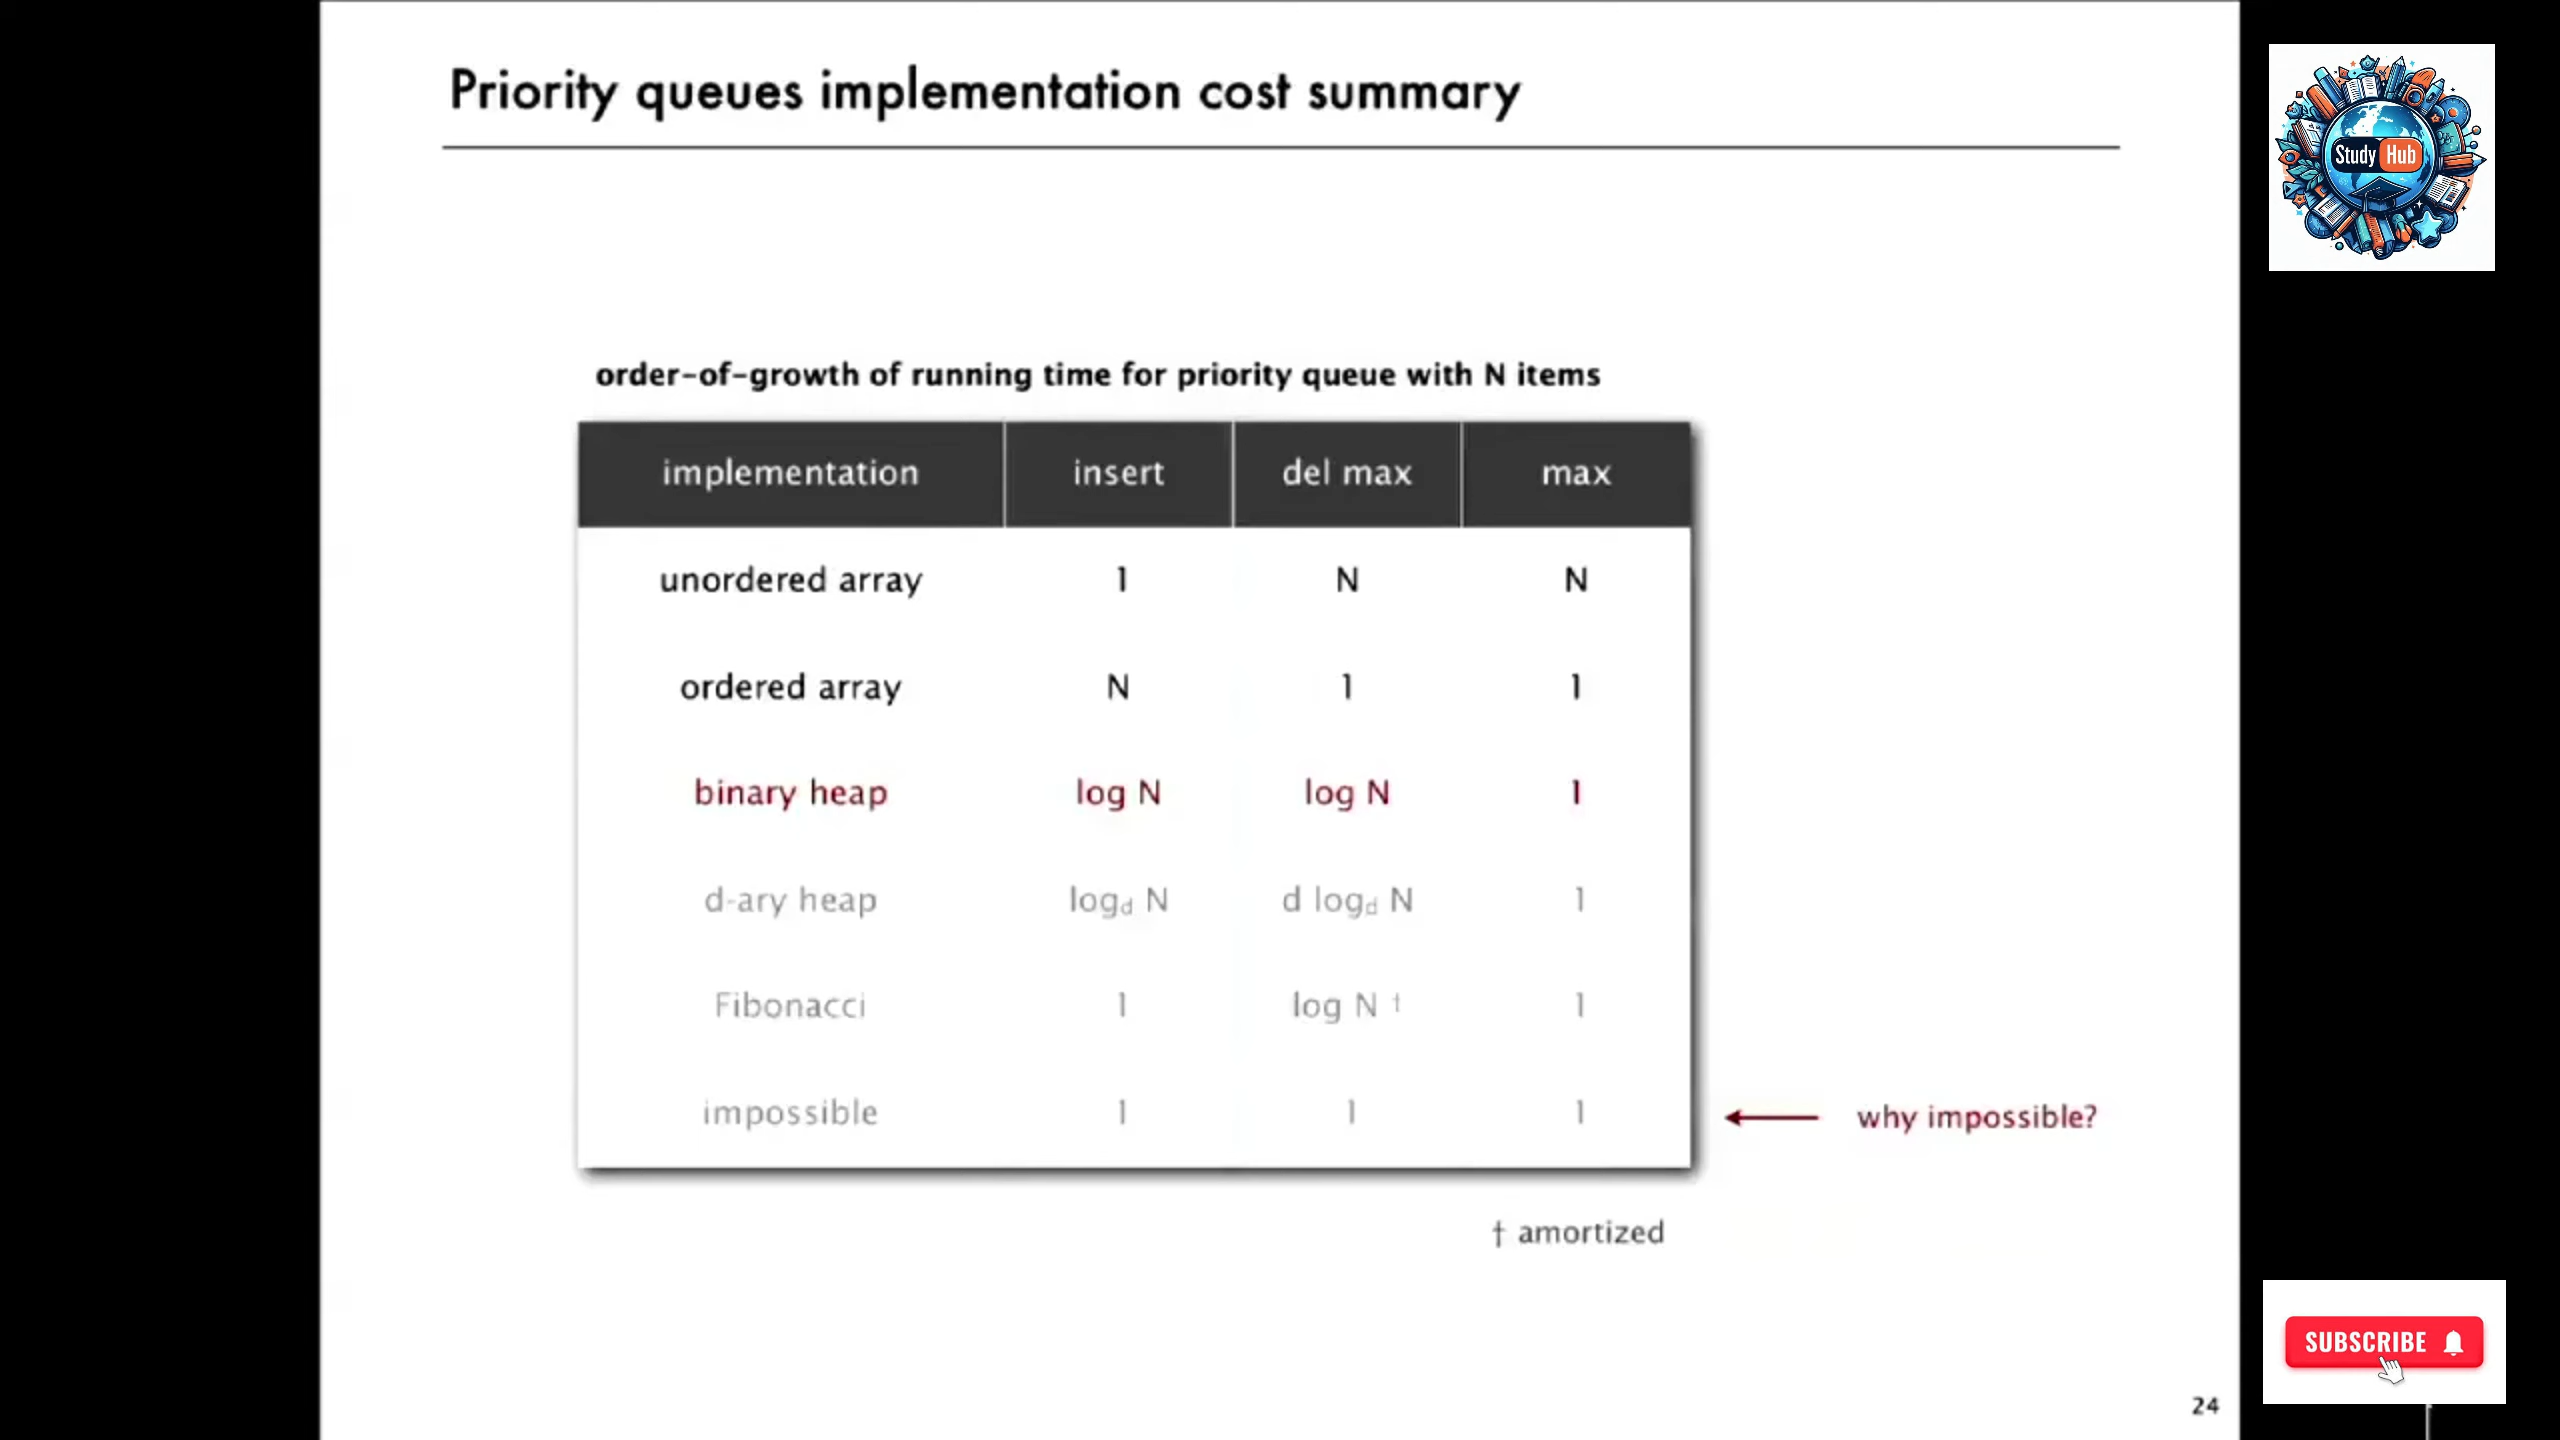 Priority queues implementation cost summary
Study Hub
order-of-growth of running time for priority queue with N items
implementation insert del max max
unordered array 1 N N
ordered array N 1 1
binary heap log N log N 1
d-ary heap log_d N d log_d N 1
Fibonacci 1 log N † 1
impossible 1 1 1
why impossible?
† amortized
SUBSCRIBE
24